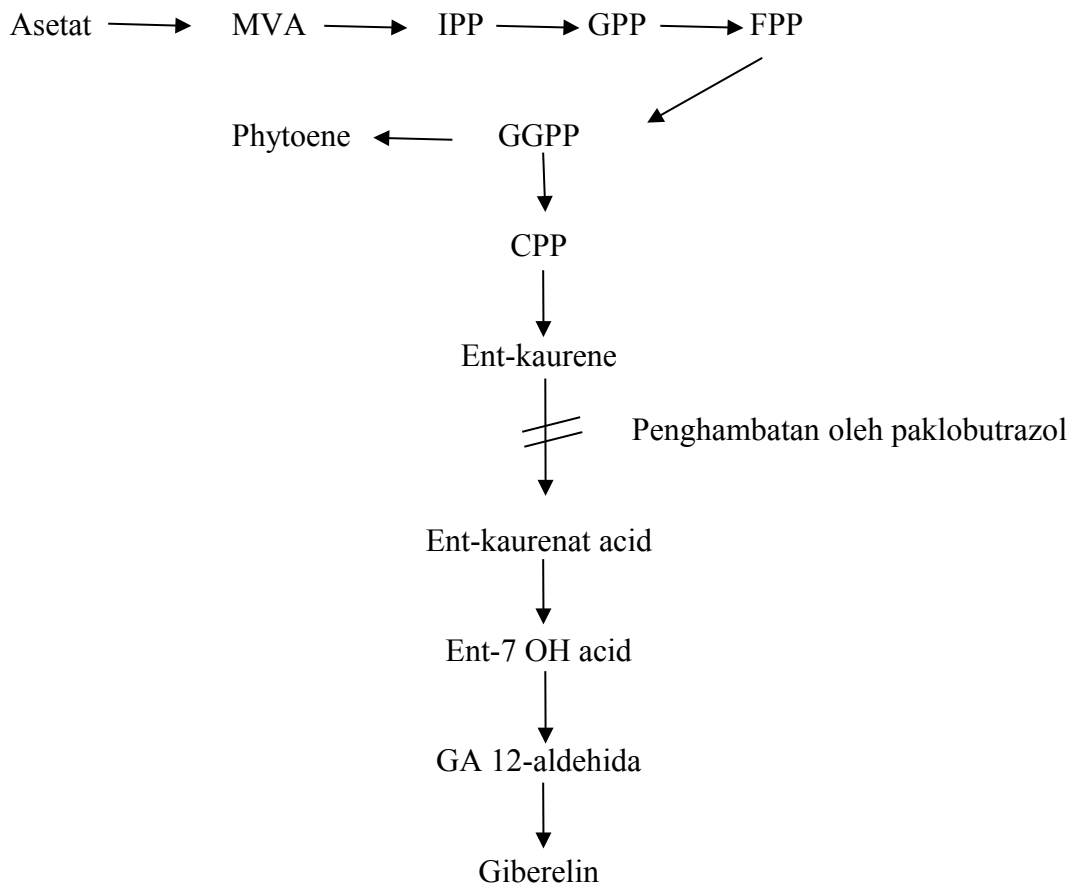 Asetat MVA IPP GPP FPP
Phytoene GGPP
CPP
Ent-kaurene
Penghambatan oleh paklobutrazol
Ent-kaurenat acid
Ent-7 OH acid
GA 12-aldehida
Giberelin